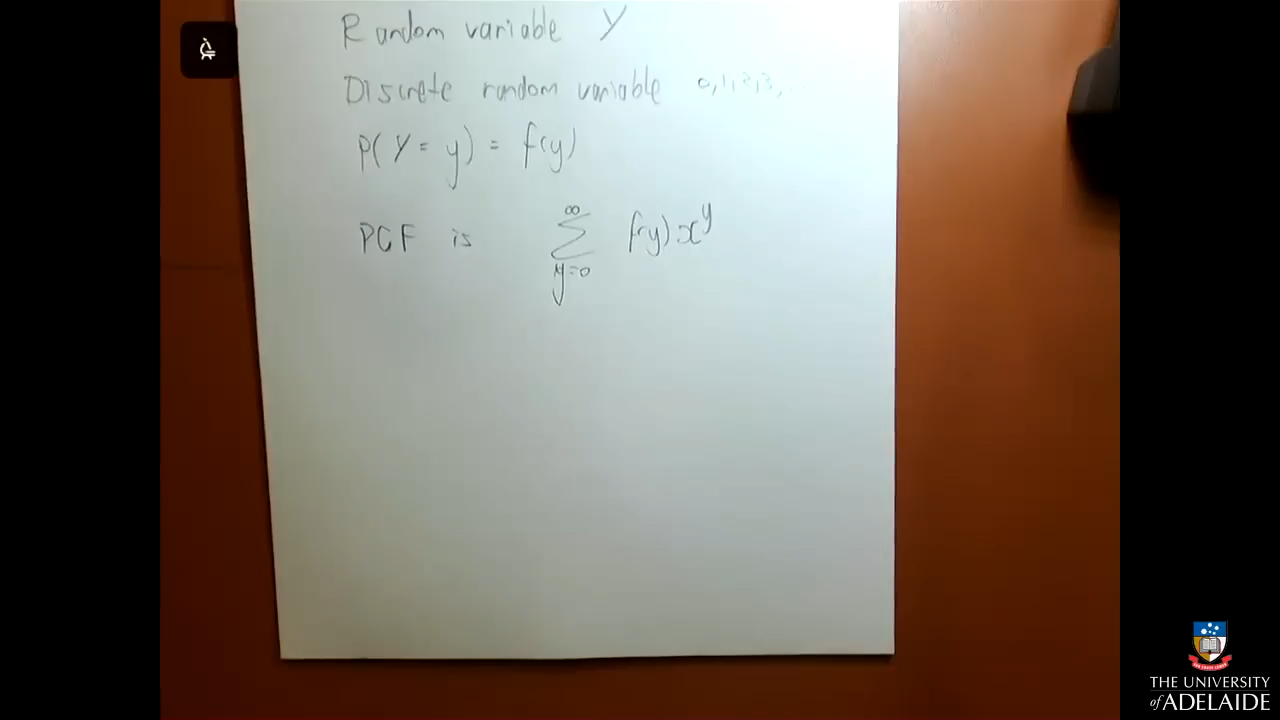 Random variable Y
Discrete random variable 0,1,2,3,...
P(Y = y) = f(y)
PGF is ∞∑y=0 f(y)x^y
THE UNIVERSITY
of ADELAIDE